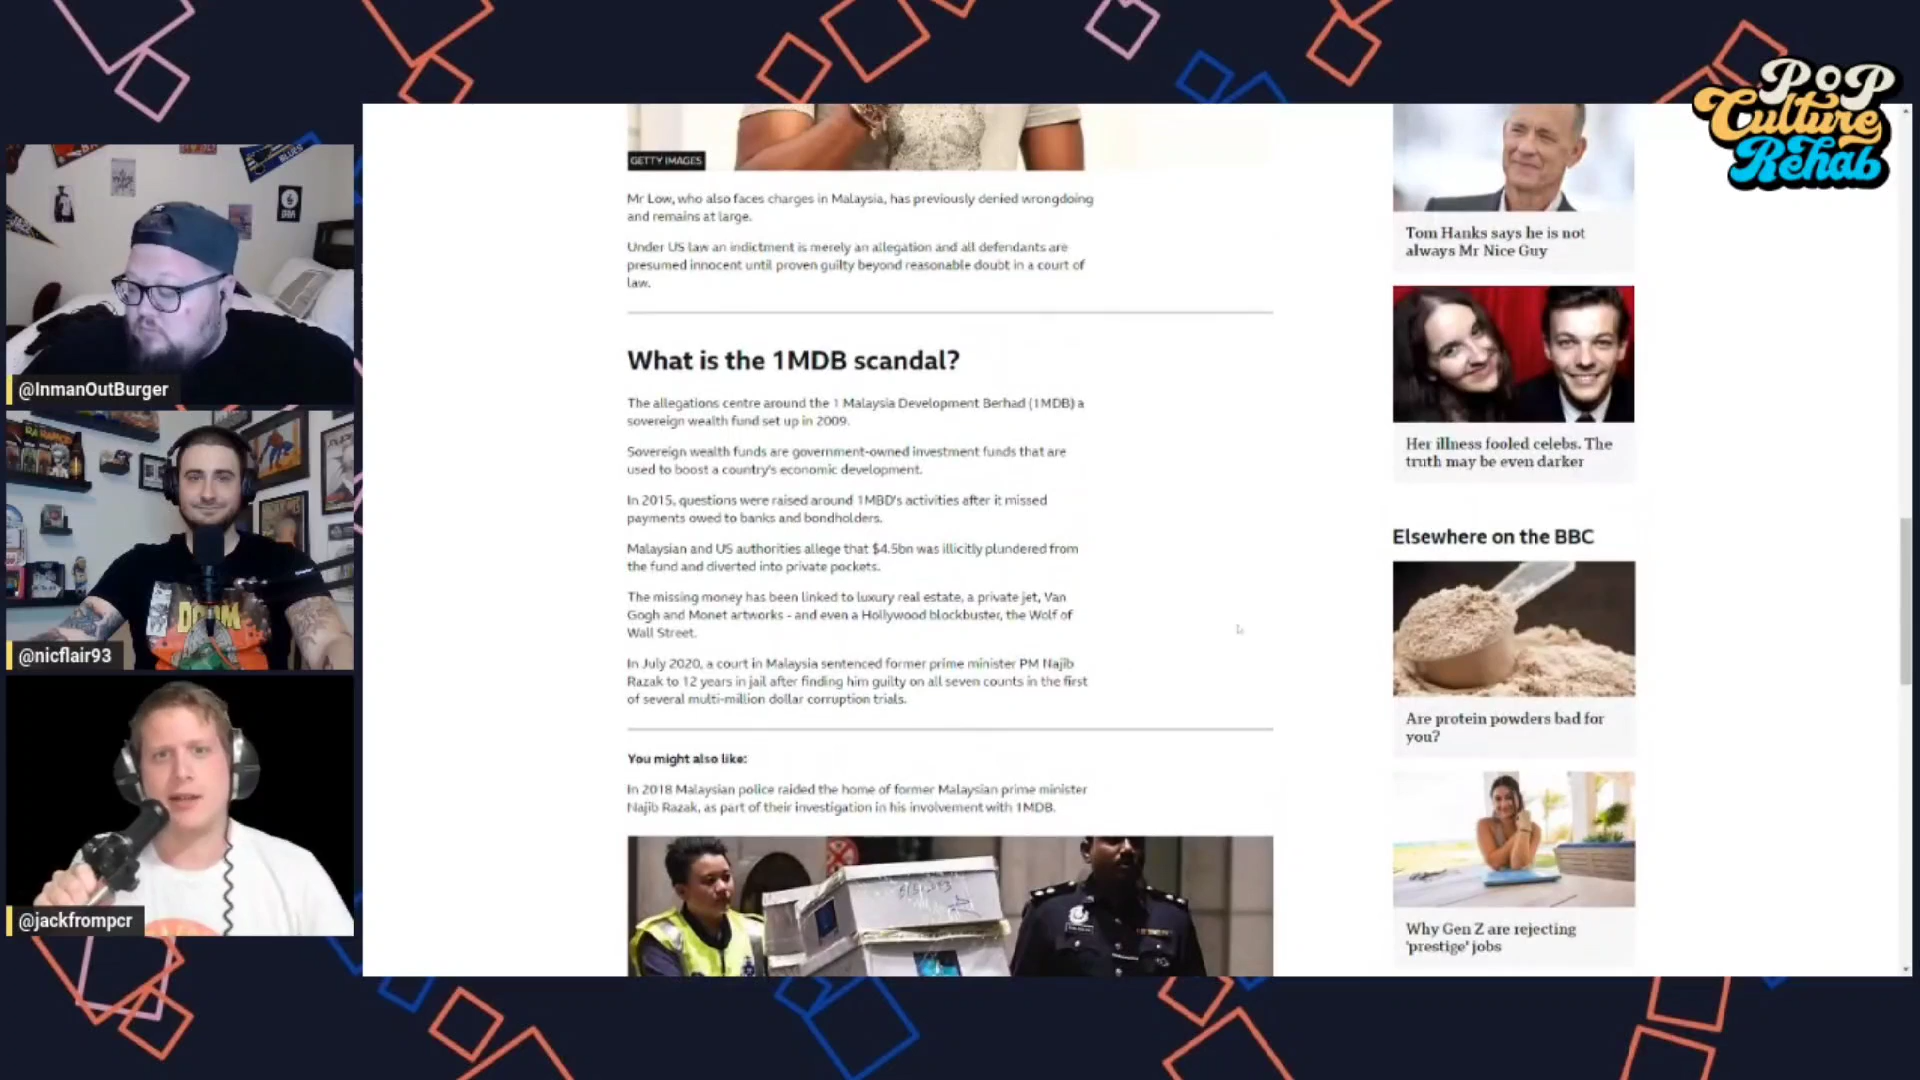 POP
Culture
Rehab
BLUES
@InmanOutBurger
@nicflair93
DOOM
@jackfrompcr
GETTY IMAGES
Mr Low, who also faces charges in Malaysia, has previously denied wrongdoing
and remains at large.
Under US law an indictment is merely an allegation and all defendants are
presumed innocent until proven guilty beyond reasonable doubt in a court of
law.
What is the 1MDB scandal?
The allegations centre around the 1 Malaysia Development Berhad (1MDB) a
sovereign wealth fund set up in 2009.
Sovereign wealth funds are government-owned investment funds that are
used to boost a country's economic development.
In 2015, questions were raised around 1MBD's activities after it missed
payments owed to banks and bondholders.
Malaysian and US authorities allege that $4.5bn was illicitly plundered from
the fund and diverted into private pockets.
The missing money has been linked to luxury real estate, a private jet, Van
Gogh and Monet artworks - and even a Hollywood blockbuster, the Wolf of
Wall Street.
In July 2020, a court in Malaysia sentenced former prime minister PM Najib
Razak to 12 years in jail after finding him guilty on all seven counts in the first
of several multi-million dollar corruption trials.
You might also like:
In 2018 Malaysian police raided the home of former Malaysian prime minister
Najib Razak, as part of their investigation in his involvement with 1MDB.
Tom Hanks says he is not
always Mr Nice Guy
Her illness fooled celebs. The
truth may be even darker
Elsewhere on the BBC
Are protein powders bad for
you?
Why Gen Z are rejecting
'prestige' jobs